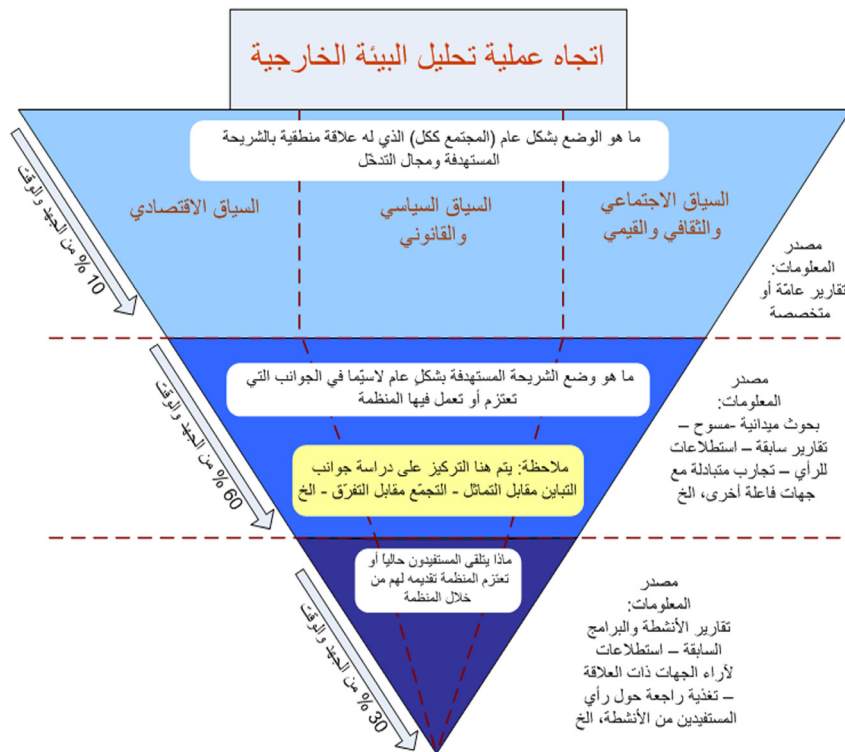 اتجاه عملية تحليل البيئة الخارجية
ما هو الوضع بشكل عام (المجتمع ككل) الذي له علاقة منطقية بالشريحة
المستهدفة ومجال التدخّل
السياق الاجتماعي
والثقافي والقيمي
السياق السياسي
والقانوني
السياق الاقتصادي
10 % من الجهد والوقت
مصدر
المعلومات:
تقارير عامّة أو
متخصصة
ما هو وضع الشريحة المستهدفة بشكلٍ عام لاسيّما في الجوانب التي
تعتزم أو تعمل فيها المنظمة
ملاحظة: يتم هنا التركيز على دراسة جوانب
التباين مقابل التماثل - التجمّع مقابل التفرّق - الخ
60 % من الجهد والوقت
مصدر
المعلومات:
بحوث ميدانية -مسوح –
تقارير سابقة – استطلاعات
للرأي – تجارب متبادلة مع
جهات فاعلة أخرى، الخ
ماذا يتلقى المستفيدون حالياً أو
تعتزم المنظمة تقديمه لهم من
خلال المنظمة
30 % من الجهد والوقت
مصدر
المعلومات:
تقارير الأنشطة والبرامج
السابقة – استطلاعات
لآراء الجهات ذات العلاقة
– تغذية راجعة حول رأي
المستفيدين من الأنشطة، الخ